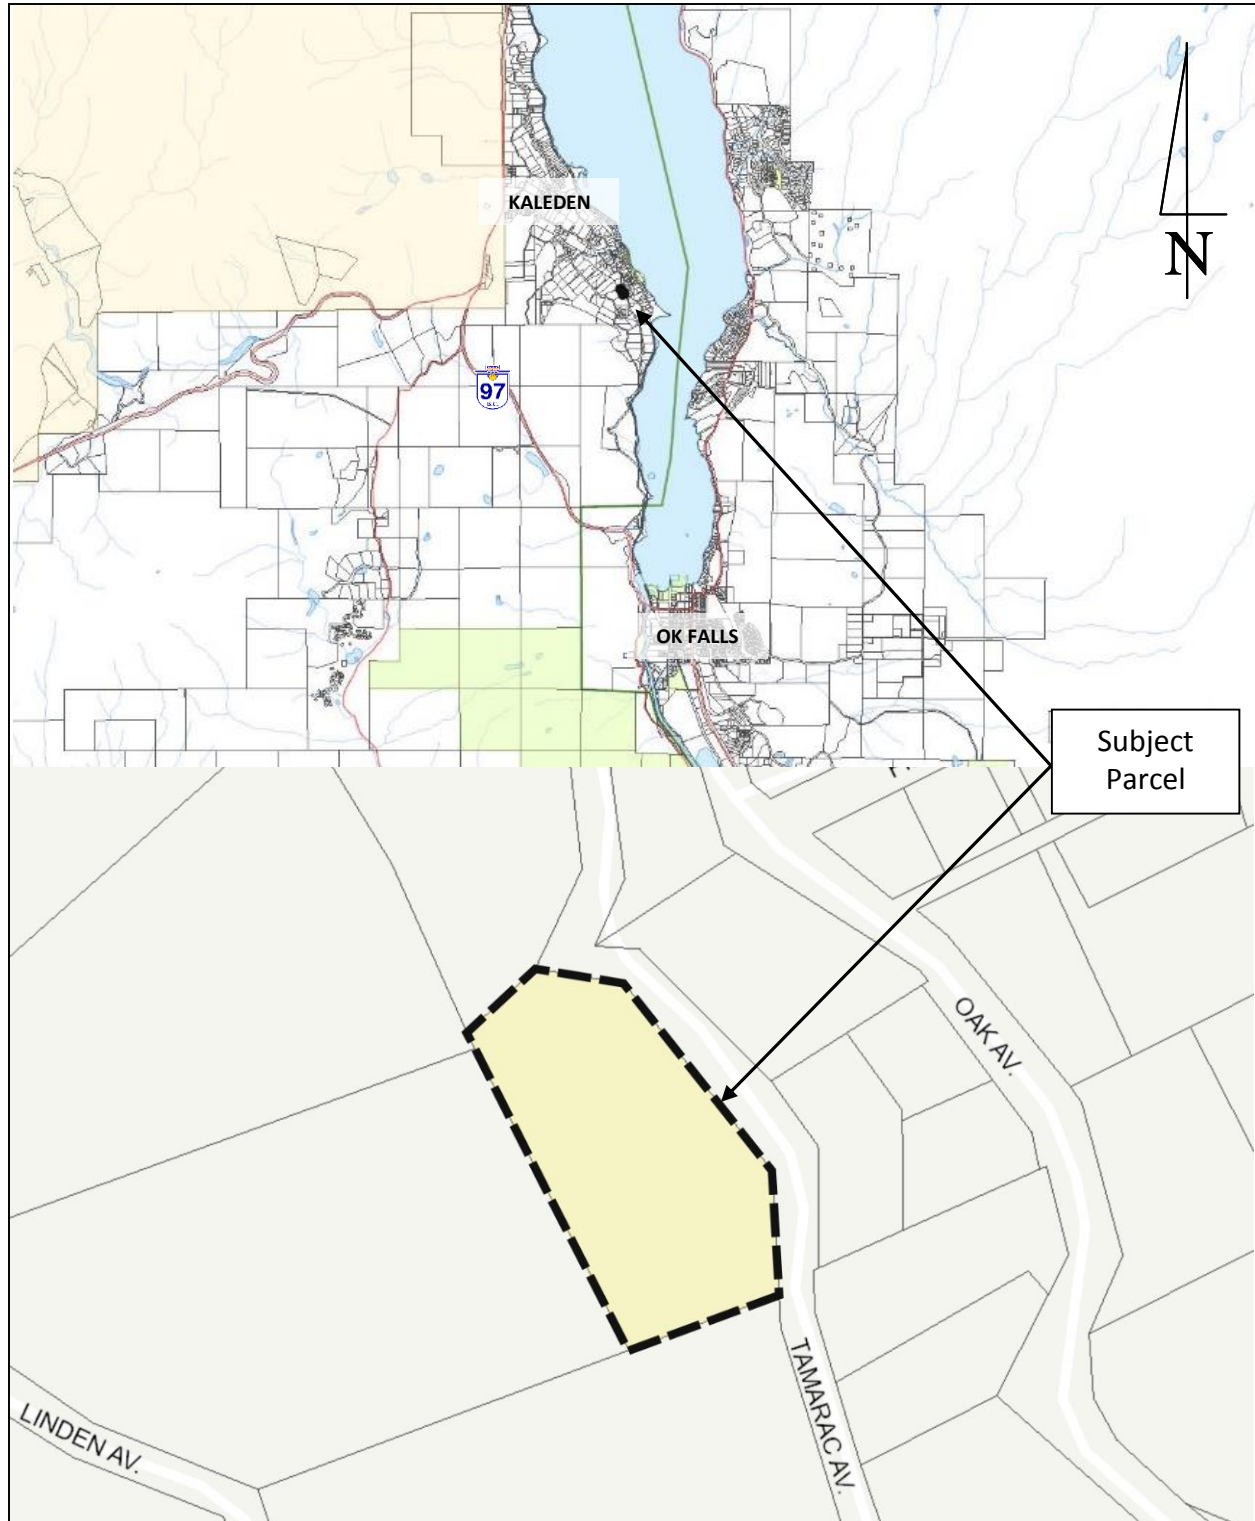 KALEDEN
N
97
B.C.
OK FALLS
Subject
Parcel
OAK AV.
TAMARAC AV.
LINDEN AV.